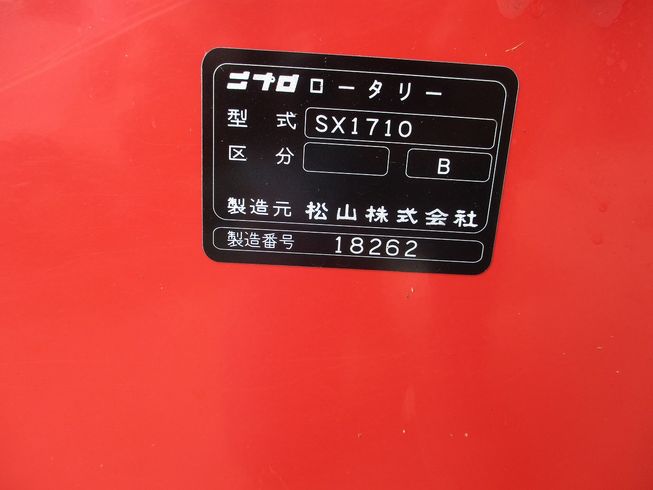 ニプロ ロータリー
型式 SX1710
区分 B
製造元 松山株式会社
製造番号 18262